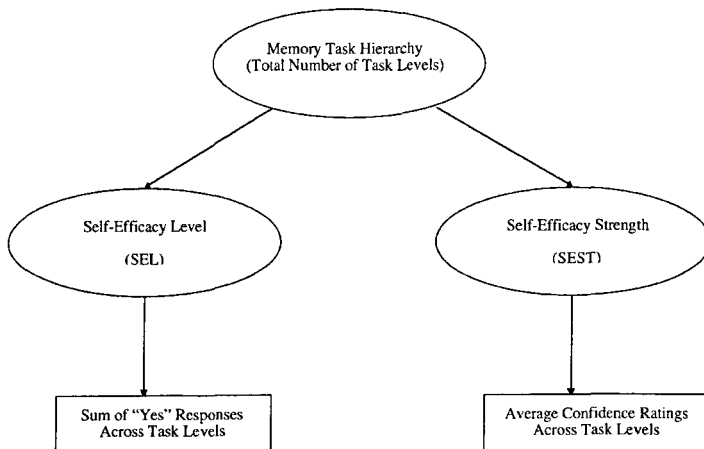 Memory Task Hierarchy
(Total Number of Task Levels)
Self-Efficacy Level
(SEL)
Self-Efficacy Strength
(SEST)
Sum of “Yes” Responses
Across Task Levels
Average Confidence Ratings
Across Task Levels